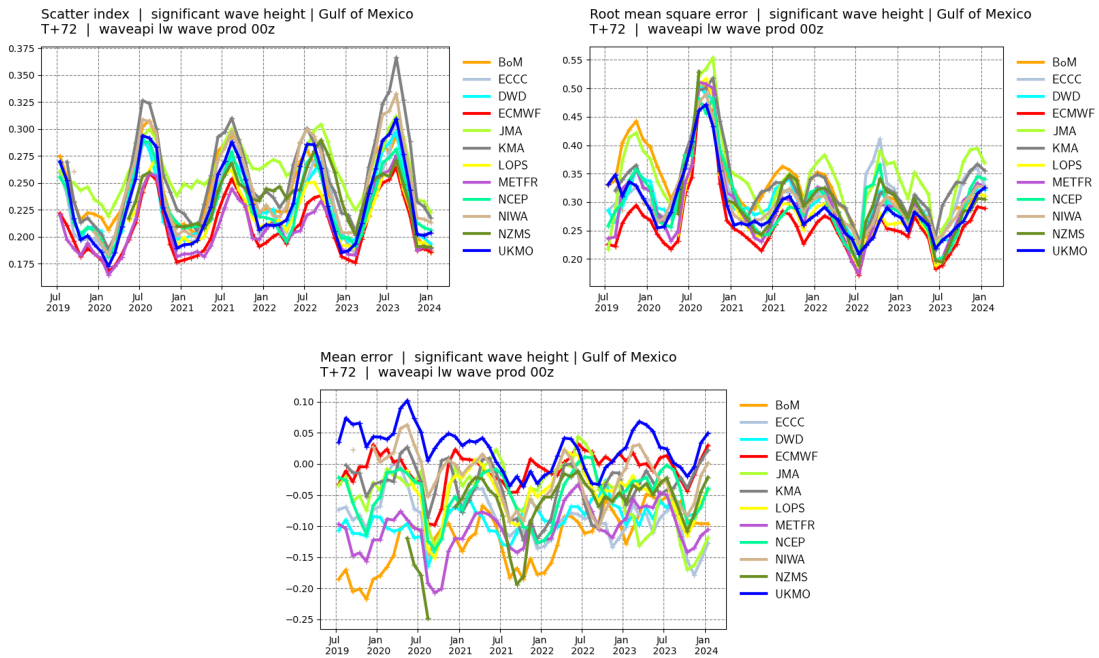 Scatter index | significant wave height | Gulf of Mexico
T+72 | waveapi lw wave prod 00z
0.375
0.350
0.325
0.300
0.275
0.250
0.225
0.200
0.175
Jul 2019
Jan 2020
Jul 2020
Jan 2021
Jul 2021
Jan 2022
Jul 2022
Jan 2023
Jul 2023
Jan 2024
BoM
ECCC
DWD
ECMWF
JMA
KMA
LOPS
METFR
NCEP
NIWA
NZMS
UKMO
Root mean square error | significant wave height | Gulf of Mexico
T+72 | waveapi lw wave prod 00z
0.55
0.50
0.45
0.40
0.35
0.30
0.25
0.20
Jul 2019
Jan 2020
Jul 2020
Jan 2021
Jul 2021
Jan 2022
Jul 2022
Jan 2023
Jul 2023
Jan 2024
BoM
ECCC
DWD
ECMWF
JMA
KMA
LOPS
METFR
NCEP
NIWA
NZMS
UKMO
Mean error | significant wave height | Gulf of Mexico
T+72 | waveapi lw wave prod 00z
0.10
0.05
0.00
−0.05
−0.10
−0.15
−0.20
−0.25
Jul 2019
Jan 2020
Jul 2020
Jan 2021
Jul 2021
Jan 2022
Jul 2022
Jan 2023
Jul 2023
Jan 2024
BoM
ECCC
DWD
ECMWF
JMA
KMA
LOPS
METFR
NCEP
NIWA
NZMS
UKMO